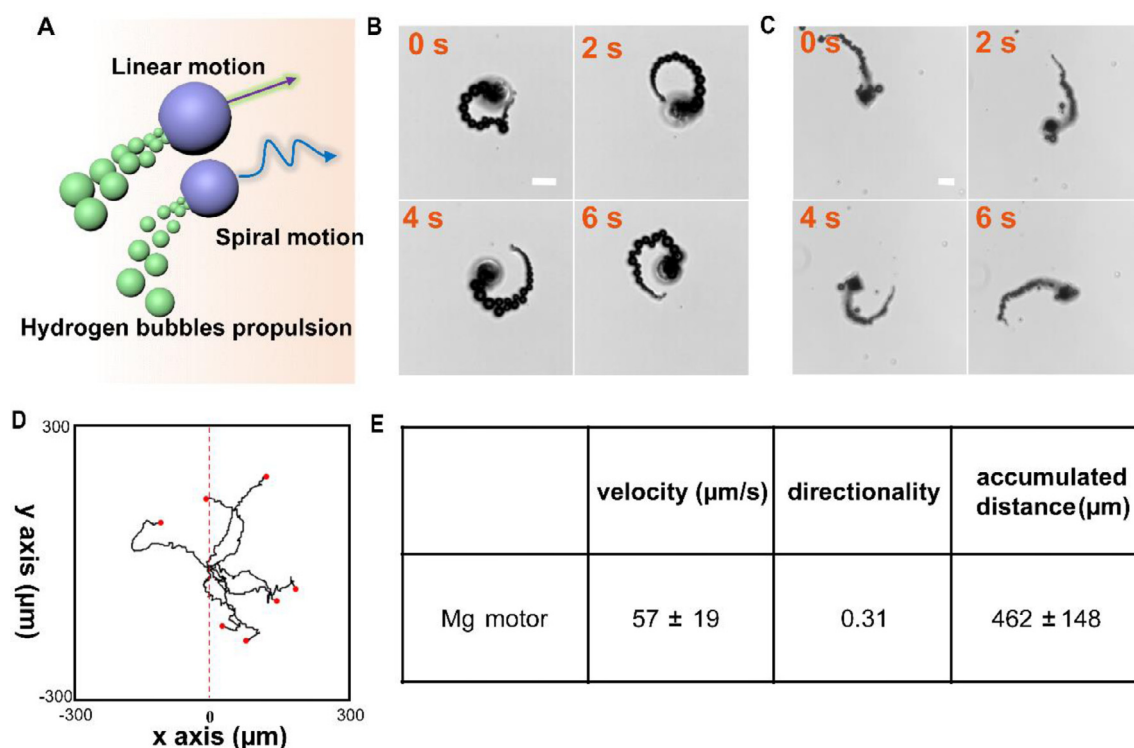 A
Linear motion
Spiral motion
Hydrogen bubbles propulsion
B
0 s
2 s
4 s
6 s
C
0 s
2 s
4 s
6 s
D
300
y axis (µm)
-300
-300
0
300
x axis (µm)
E
velocity (µm/s)
directionality
accumulated
distance (µm)
Mg motor
57 ± 19
0.31
462 ± 148